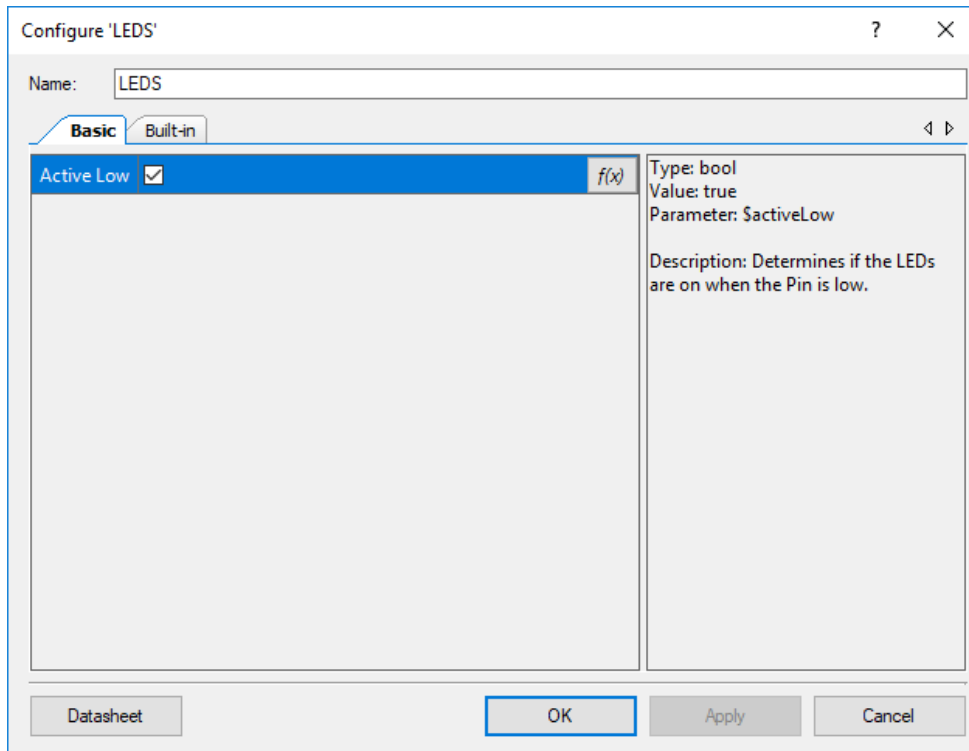 Configure 'LEDS'
?
Name:
LEDS
Basic
Built-in
Active Low
f(x)
Type: bool
Value: true
Parameter: $activeLow
Description: Determines if the LEDs
are on when the Pin is low.
Datasheet
OK
Apply
Cancel